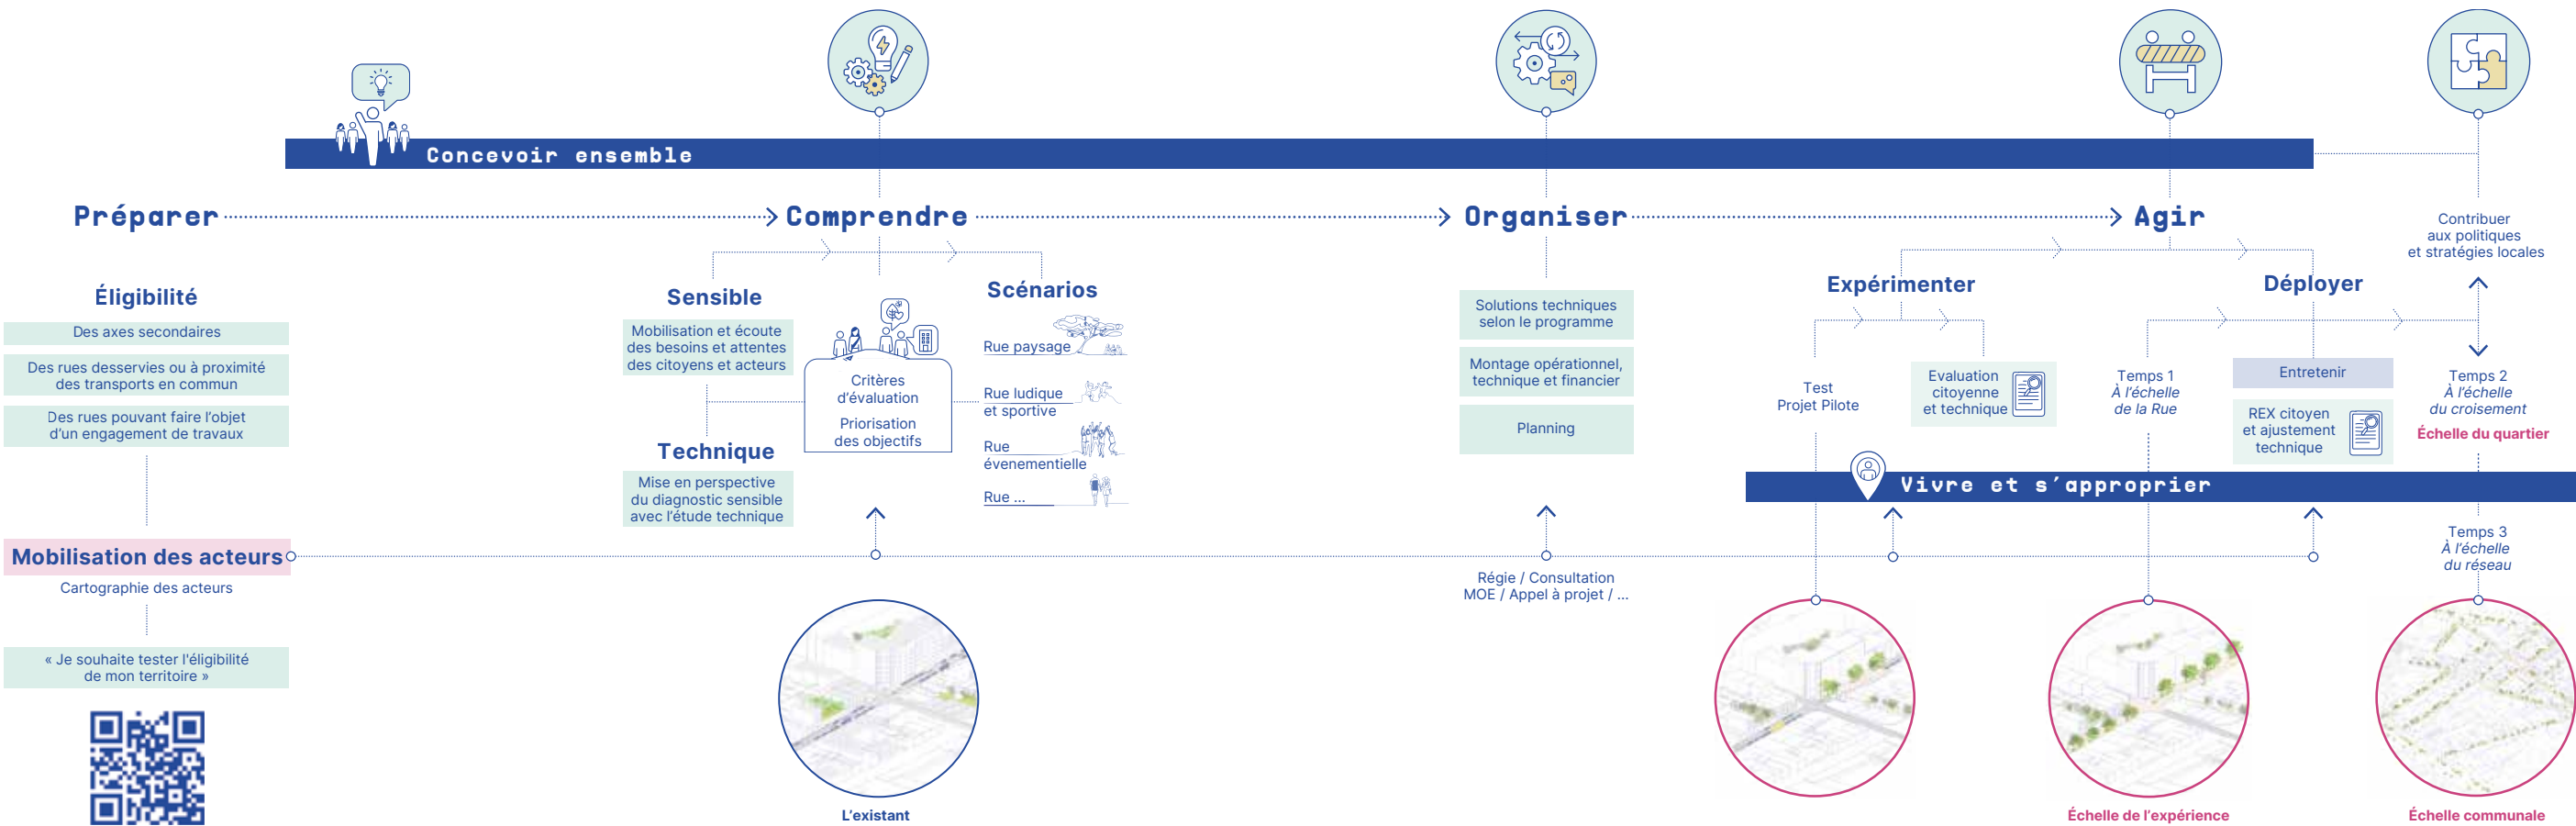 Concevoir ensemble
Préparer
Comprendre
Organiser
Agir
Contribuer
aux politiques
et stratégies locales
Éligibilité
Des axes secondaires
Des rues desservies ou à proximité
des transports en commun
Des rues pouvant faire l'objet
d'un engagement de travaux
Mobilisation des acteurs
Cartographie des acteurs
« Je souhaite tester l'éligibilité
de mon territoire »
Sensible
Mobilisation et écoute
des besoins et attentes
des citoyens et acteurs
Technique
Mise en perspective
du diagnostic sensible
avec l'étude technique
Critères
d'évaluation
Priorisation
des objectifs
Scénarios
Rue paysage
Rue ludique
et sportive
Rue
évenementielle
Rue ...
L'existant
Solutions techniques
selon le programme
Montage opérationnel,
technique et financier
Planning
Régie / Consultation
MOE / Appel à projet / ...
Expérimenter
Test
Projet Pilote
Evaluation
citoyenne
et technique
Déployer
Temps 1
À l'échelle
de la Rue
Entretenir
REX citoyen
et ajustement
technique
Temps 2
À l'échelle
du croisement
Échelle du quartier
Vivre et s'approprier
Temps 3
À l'échelle
du réseau
Échelle de l'expérience
Échelle communale